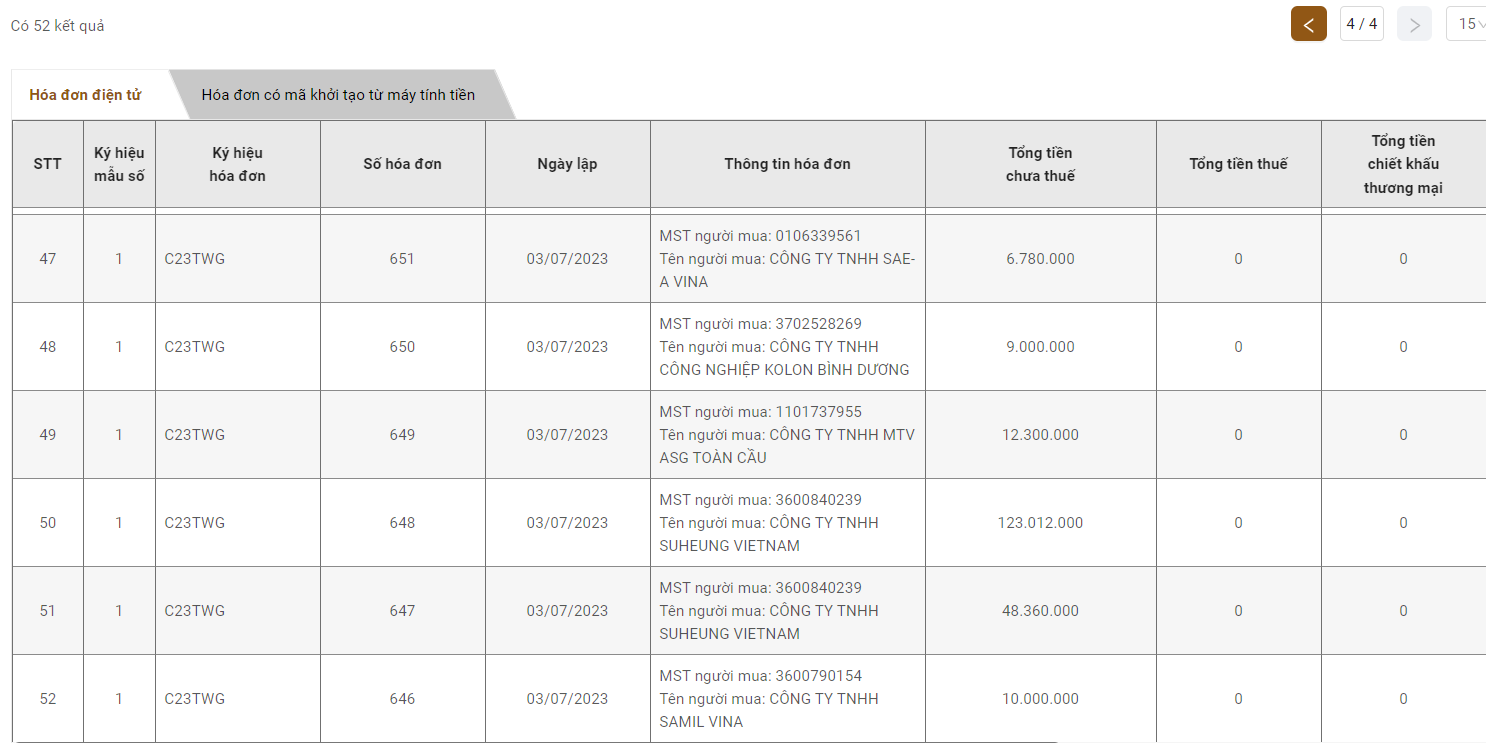 Có 52 kết quả
4 / 4
15
Hóa đơn điện tử
Hóa đơn có mã khởi tạo từ máy tính tiền
STT
Ký hiệu
mẫu số
Ký hiệu
hóa đơn
Số hóa đơn
Ngày lập
Thông tin hóa đơn
Tổng tiền
chưa thuế
Tổng tiền thuế
Tổng tiền
chiết khấu
thương mại
47
1
C23TWG
651
03/07/2023
MST người mua: 0106339561
Tên người mua: CÔNG TY TNHH SAE-
A VINA
6.780.000
0
0
48
1
C23TWG
650
03/07/2023
MST người mua: 3702528269
Tên người mua: CÔNG TY TNHH
CÔNG NGHIỆP KOLON BÌNH DƯƠNG
9.000.000
0
0
49
1
C23TWG
649
03/07/2023
MST người mua: 1101737955
Tên người mua: CÔNG TY TNHH MTV
ASG TOÀN CẦU
12.300.000
0
0
50
1
C23TWG
648
03/07/2023
MST người mua: 3600840239
Tên người mua: CÔNG TY TNHH
SUHEUNG VIETNAM
123.012.000
0
0
51
1
C23TWG
647
03/07/2023
MST người mua: 3600840239
Tên người mua: CÔNG TY TNHH
SUHEUNG VIETNAM
48.360.000
0
0
52
1
C23TWG
646
03/07/2023
MST người mua: 3600790154
Tên người mua: CÔNG TY TNHH
SAMIL VINA
10.000.000
0
0